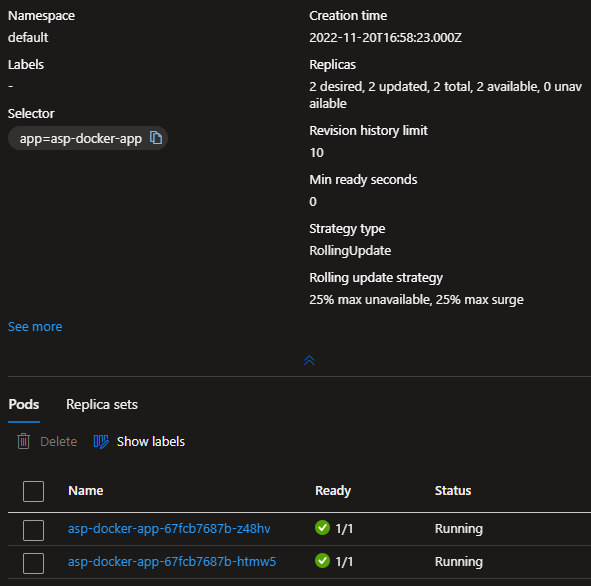 Namespace
default
Labels
-
Selector
app=asp-docker-app
See more
Creation time
2022-11-20T16:58:23.000Z
Replicas
2 desired, 2 updated, 2 total, 2 available, 0 unav
ailable
Revision history limit
10
Min ready seconds
0
Strategy type
RollingUpdate
Rolling update strategy
25% max unavailable, 25% max surge
Pods Replica sets
Delete Show labels
Name Ready Status
asp-docker-app-67fcb7687b-z48hv 1/1 Running
asp-docker-app-67fcb7687b-htmw5 1/1 Running